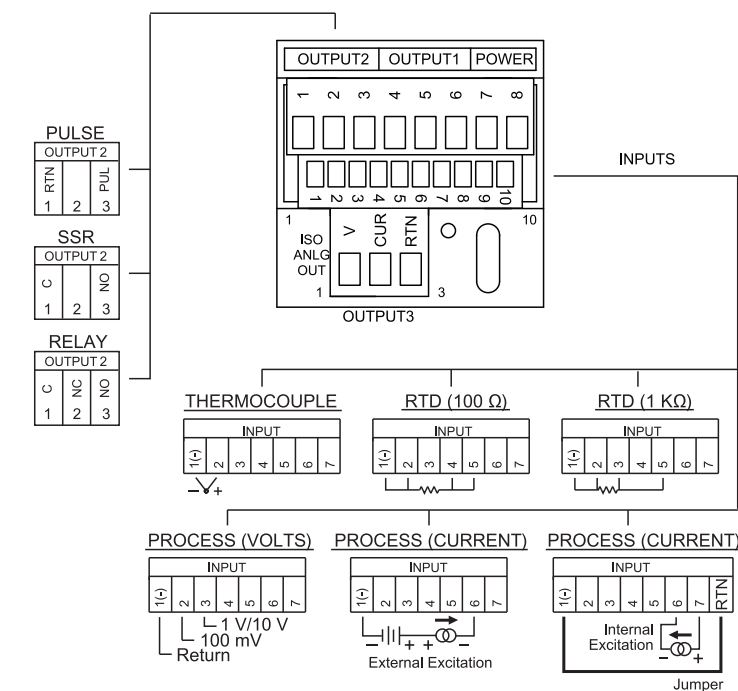 OUTPUT2 OUTPUT1 POWER
1 2 3 4 5 6 7 8
1 2 3 4 5 6 7 8 9 10
1 10
ISO
ANLG
OUT
V CUR RTN
1 3
OUTPUT3
INPUTS
PULSE
OUTPUT 2
RTN PUL
1 2 3
SSR
OUTPUT 2
C NO
1 2 3
RELAY
OUTPUT 2
C NC NO
1 2 3
THERMOCOUPLE
INPUT
1(-) 2 3 4 5 6 7
- +
RTD (100 Ω)
INPUT
1(-) 2 3 4 5 6 7
RTD (1 KΩ)
INPUT
1(-) 2 3 4 5 6 7
PROCESS (VOLTS)
INPUT
1(-) 2 3 4 5 6 7
1 V/10 V
100 mV
Return
PROCESS (CURRENT)
INPUT
1(-) 2 3 4 5 6 7
- + + -
External Excitation
PROCESS (CURRENT)
INPUT
1(-) 2 3 4 5 6 7 RTN
Internal
Excitation
- +
Jumper